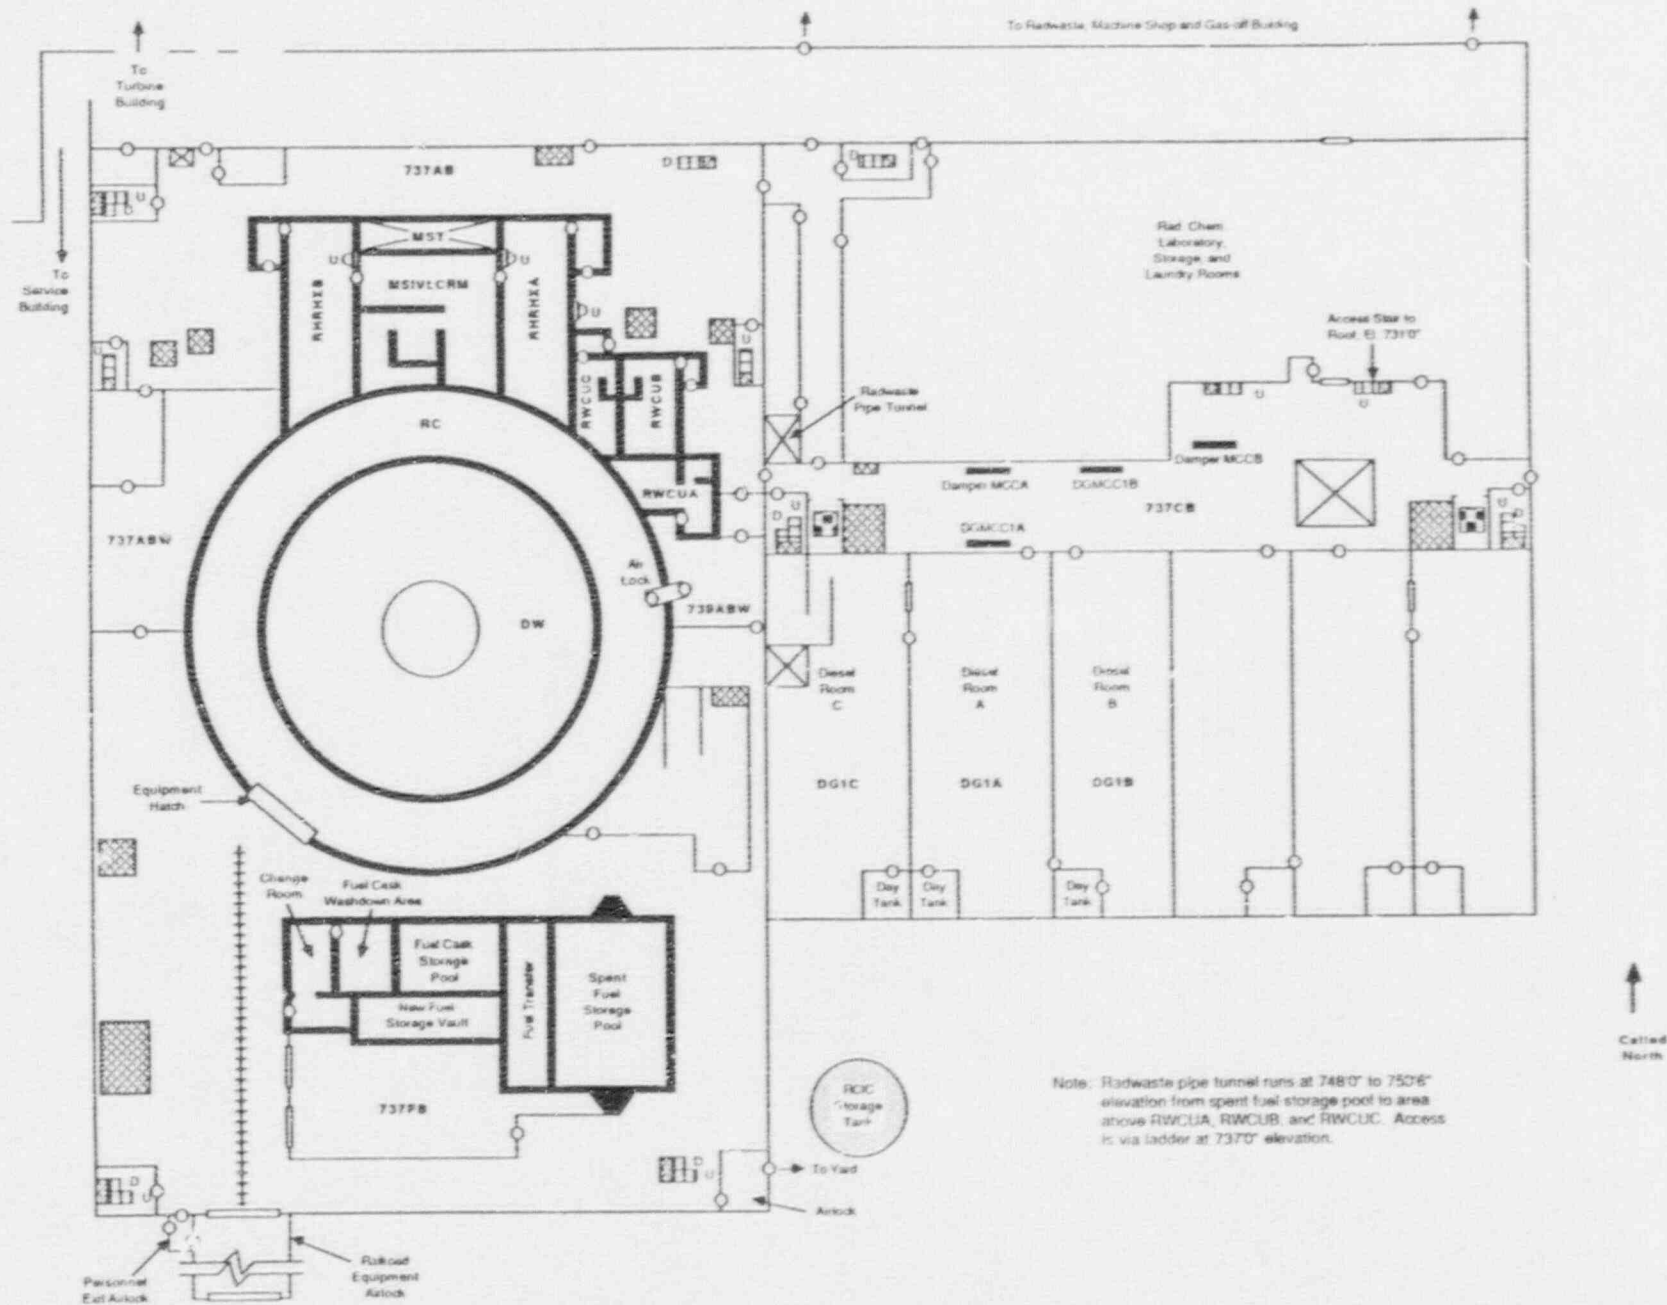 To Radwaste, Machine Shop and Gas-off Building
To
Turbine
Building
To
Service
Building
737AB
D
D
U
D
MST
U
U
MSIVLCRM
RHRHXB
RHRHXA
U
Rad. Chem.
Laboratory,
Storage, and
Laundry Rooms
Access Stair to
Roof, El. 731'0"
U
U
U
U
RWCUC
RWCUB
Radwaste
Pipe Tunnel
RC
Damper MCCB
Damper MCCA
DGMCC1B
RWCUA
737CB
U
D
U
D
DGMCC1A
737ABW
Air
Lock
739ABW
DW
Diesel
Room
C
Diesel
Room
A
Diesel
Room
B
DG1C
DG1A
DG1B
Equipment
Hatch
Change
Room
Fuel Cask
Washdown Area
Day
Tank
Day
Tank
Day
Tank
Fuel Cask
Storage
Pool
Fuel Transfer
Spent
Fuel
Storage
Pool
New Fuel
Storage Vault
Called
North
737FB
RCIC
Storage
Tank
Note: Radwaste pipe tunnel runs at 748'0" to 750'6"
elevation from spent fuel storage pool to area
above RWCUA, RWCUB, and RWCUC. Access
is via ladder at 737'0" elevation.
D
U
D
U
To Yard
Airlock
Personnel
Exit Airlock
Railroad
Equipment
Airlock